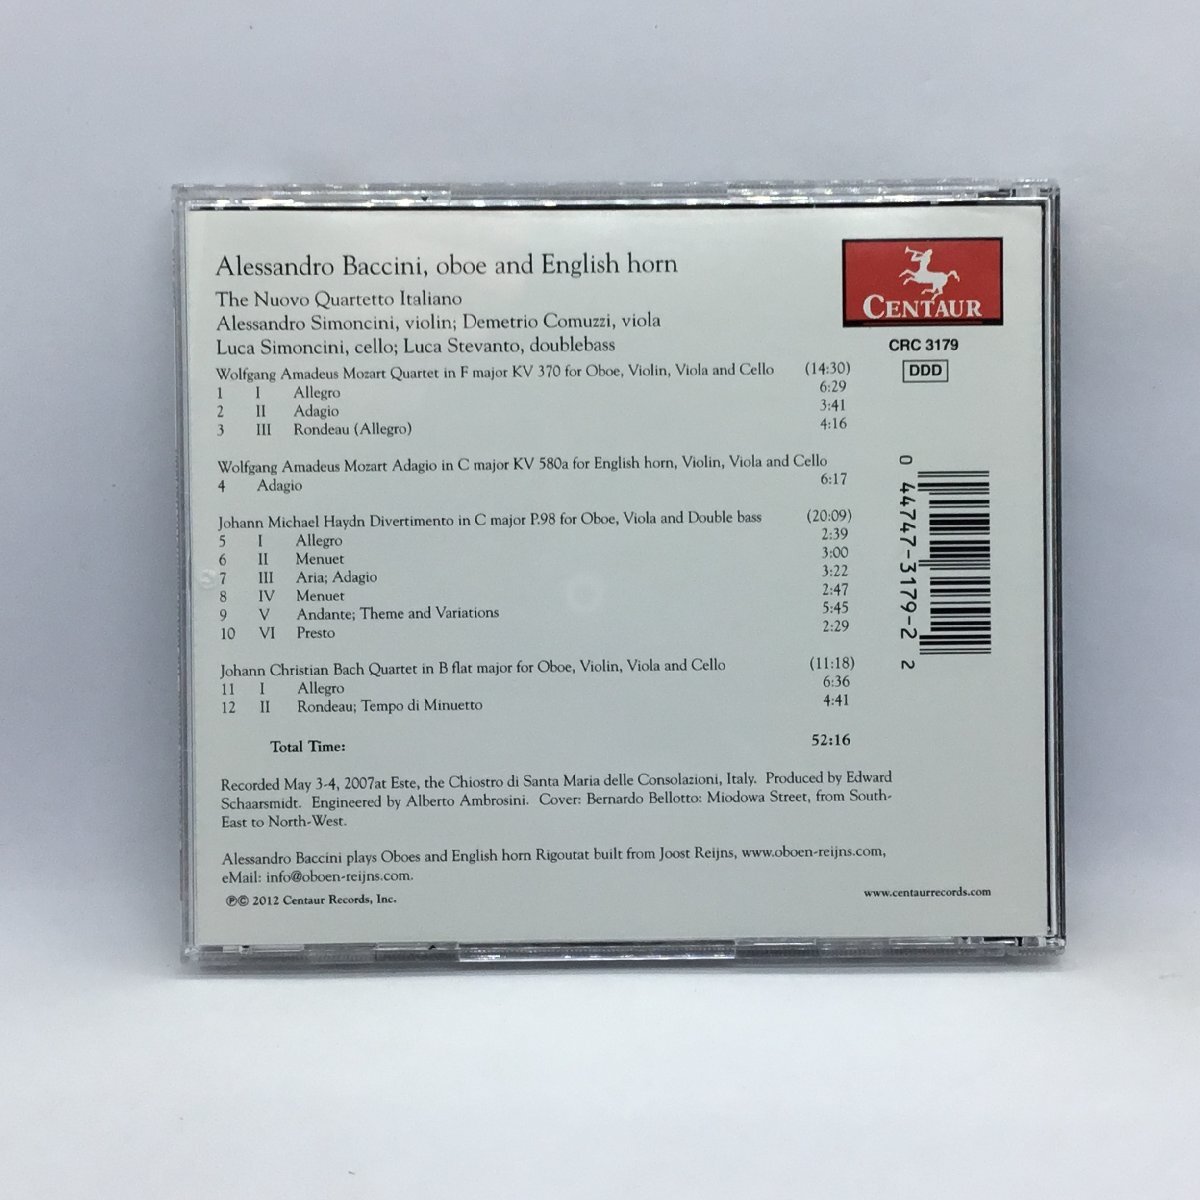 Alessandro Baccini, oboe and English horn
The Nuovo Quartetto Italiano
Alessandro Simoncini, violin; Demetrio Comuzzi, viola
Luca Simoncini, cello; Luca Stevanto, doublebass
CENTAUR
CRC 3179
DDD
Wolfgang Amadeus Mozart Quartet in F major KV 370 for Oboe, Violin, Viola and Cello (14:30)
1 I Allegro 6:29
2 II Adagio 3:41
3 III Rondeau (Allegro) 4:16
Wolfgang Amadeus Mozart Adagio in C major KV 580a for English horn, Violin, Viola and Cello
4 Adagio 6:17
Johann Michael Haydn Divertimento in C major P.98 for Oboe, Viola and Double bass (20:09)
5 I Allegro 2:39
6 II Menuet 3:00
7 III Aria; Adagio 3:22
8 IV Menuet 2:47
9 V Andante; Theme and Variations 5:45
10 VI Presto 2:29
Johann Christian Bach Quartet in B flat major for Oboe, Violin, Viola and Cello (11:18)
11 I Allegro 6:36
12 II Rondeau; Tempo di Minuetto 4:41
Total Time: 52:16
0 44747-3179-2 2
Recorded May 3-4, 2007at Este, the Chiostro di Santa Maria delle Consolazioni, Italy. Produced by Edward
Schaarsmidt. Engineered by Alberto Ambrosini. Cover: Bernardo Bellotto: Miodowa Street, from South-
East to North-West.
Alessandro Baccini plays Oboes and English horn Rigoutat built from Joost Reijns, www.oboen-reijns.com,
eMail: info@oboen-reijns.com.
℗© 2012 Centaur Records, Inc.
www.centaurrecords.com